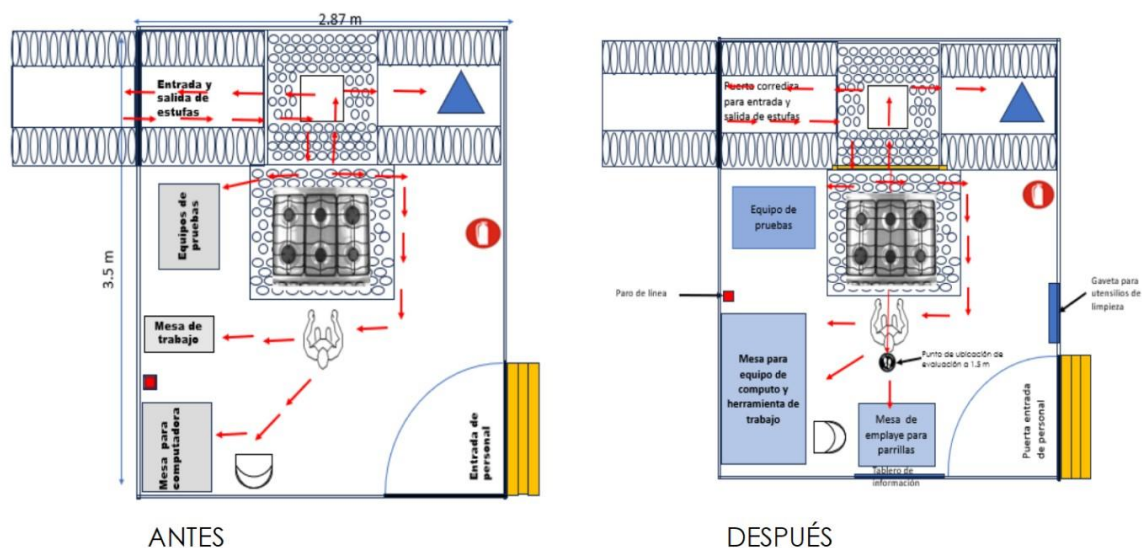 2.87 m
3.5 m
Entrada y
salida de
estufas
Equipos de
pruebas
Mesa de
trabajo
Mesa para
computadora
Entrada de
personal
ANTES
Puerta corrediza
para entrada y
salida de estufas
Equipo de
pruebas
Paro de línea
Gaveta para
utensilios de
limpieza
Mesa para
equipo de
computo y
herramienta de
trabajo
Punto de ubicación de
evaluación a 1.5 m
Mesa de
emplaye para
parrillas
Puerta entrada
de personal
Tablero de
información
DESPUÉS